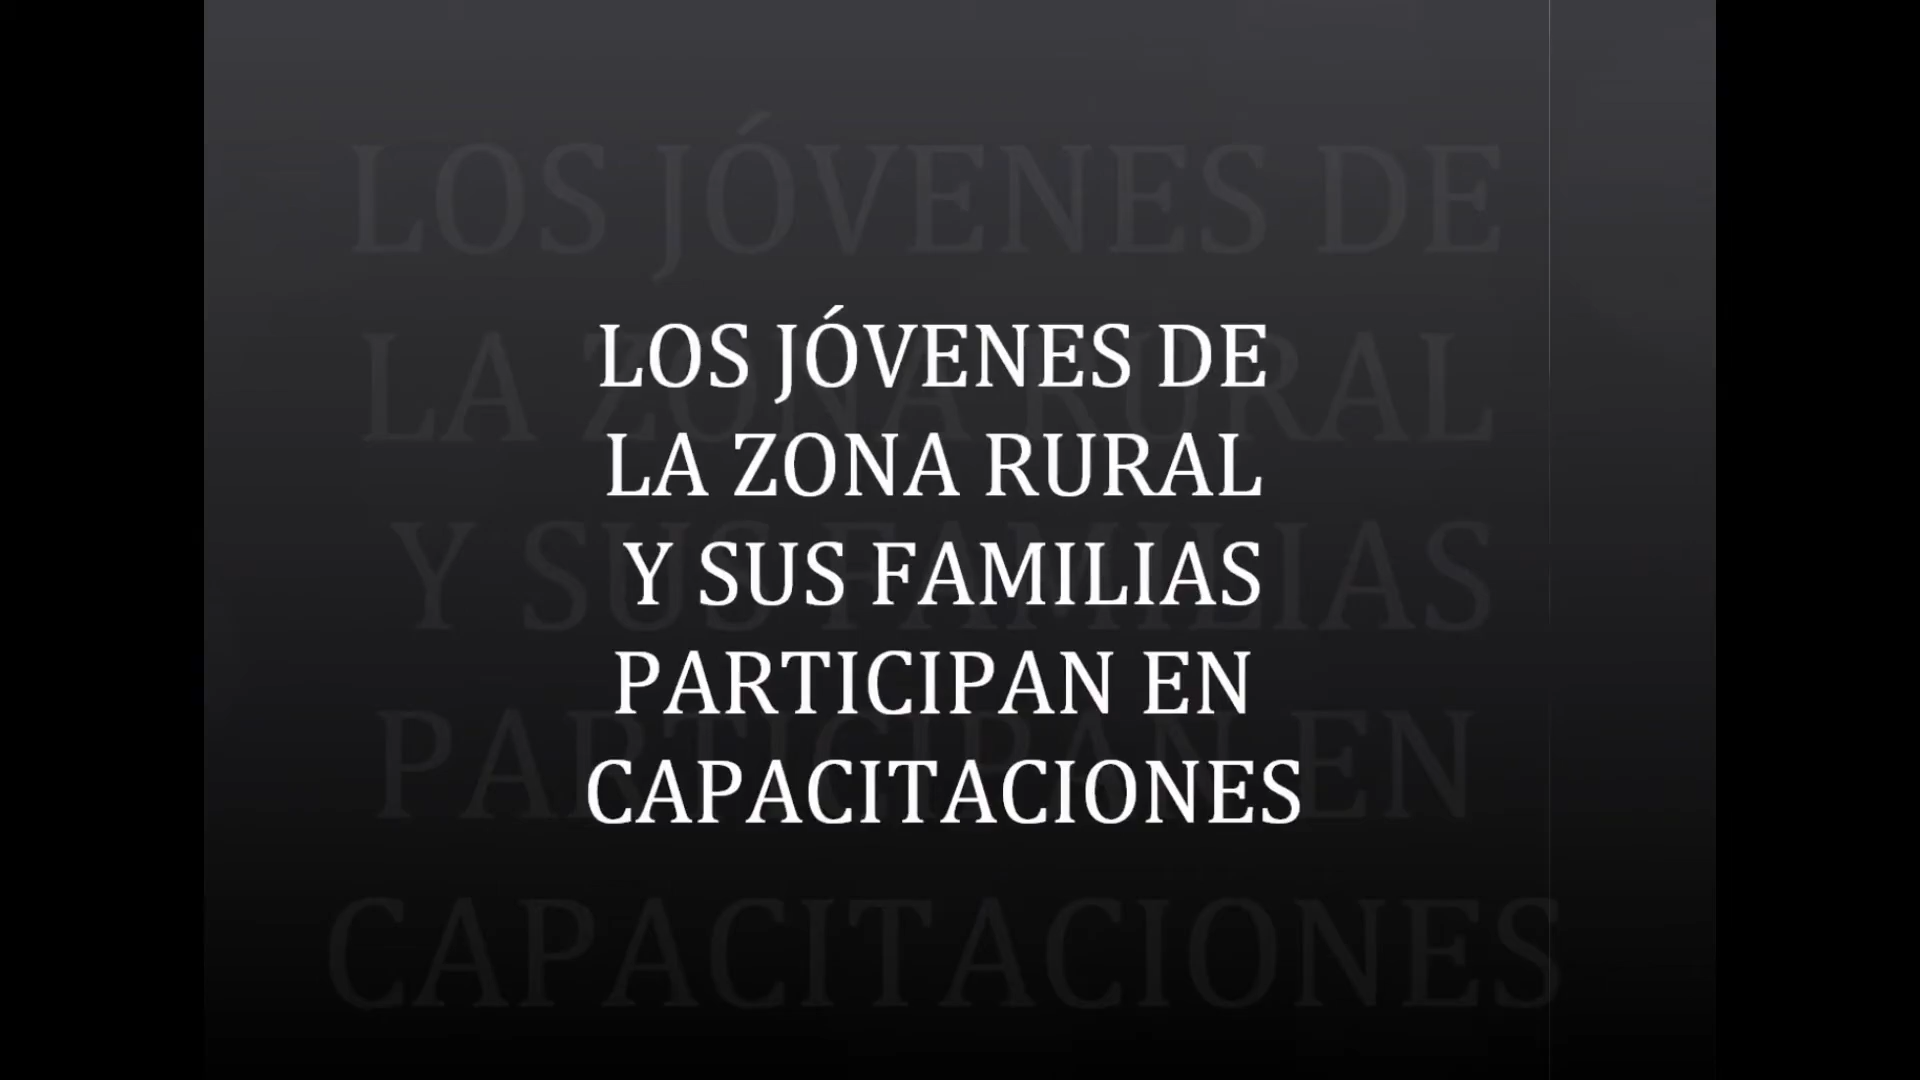 LOS JÓVENES DE
LA ZONA RURAL
Y SUS FAMILIAS
PARTICIPAN EN
CAPACITACIONES